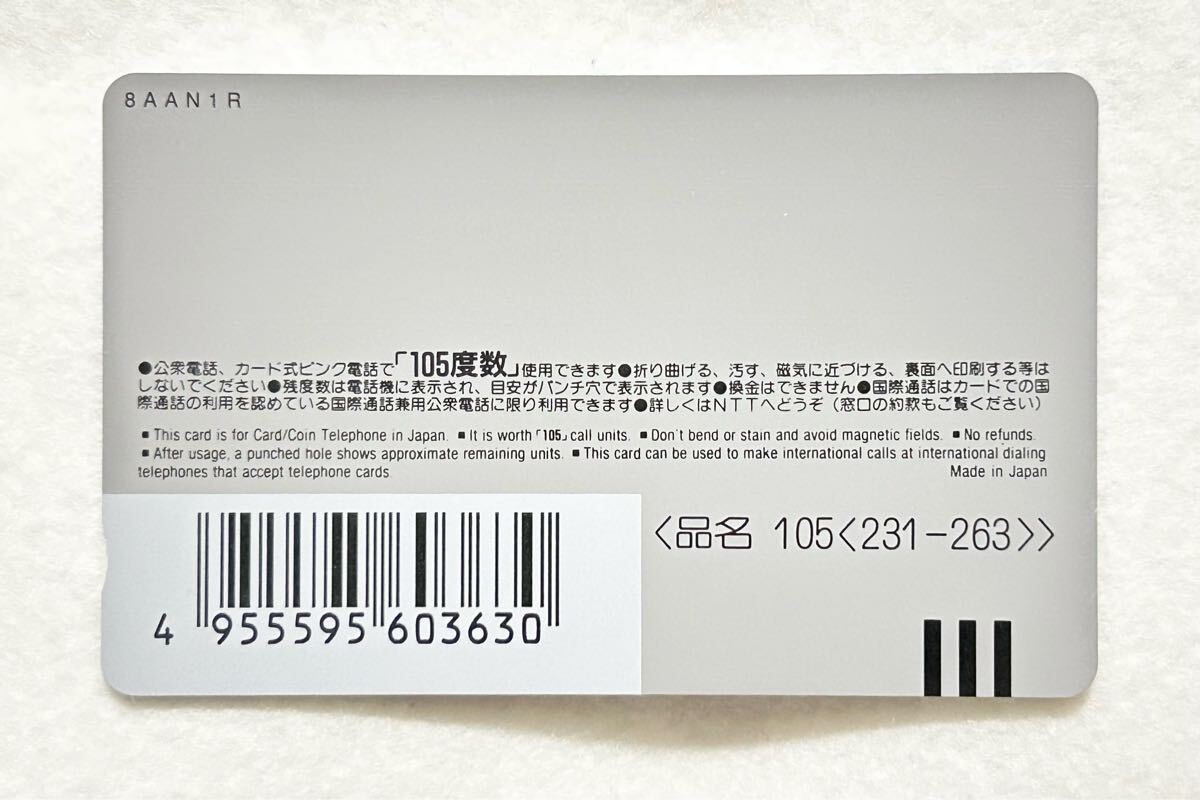 8AAN1R
●公衆電話、カード式ピンク電話で「105度数」使用できます●折り曲げる、汚す、磁気に近づける、裏面へ印刷する等は
しないでください●残度数は電話機に表示され、目安がパンチ穴で表示されます●換金はできません●国際通話はカードでの国
際通話の利用を認めている国際通話兼用公衆電話に限り利用できます●詳しくはNTTへどうぞ（窓口の約款もご覧ください）
■This card is for Card/Coin Telephone in Japan. ■It is worth「105」call units. ■Don't bend or stain and avoid magnetic fields. ■No refunds.
■After usage, a punched hole shows approximate remaining units. ■This card can be used to make international calls at international dialing
telephones that accept telephone cards. Made in Japan
〈品名 105〈231-263〉〉
4 955595 603630